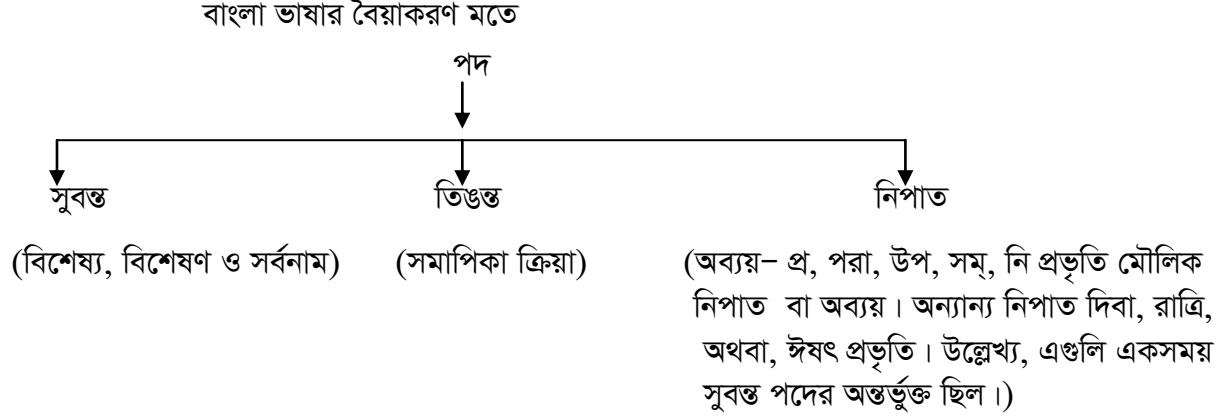 বাংলা ভাষার বৈয়াকরণ মতে
পদ
সুবন্ত তিঙন্ত নিপাত
(বিশেষ্য, বিশেষণ ও সর্বনাম) (সমাপিকা ক্রিয়া) (অব্যয়– প্র, পরা, উপ, সম্, নি প্রভৃতি মৌলিক
নিপাত বা অব্যয়। অন্যান্য নিপাত দিবা, রাত্রি,
অথবা, ঈষৎ প্রভৃতি। উল্লেখ্য, এগুলি একসময়
সুবন্ত পদের অন্তর্ভুক্ত ছিল।)